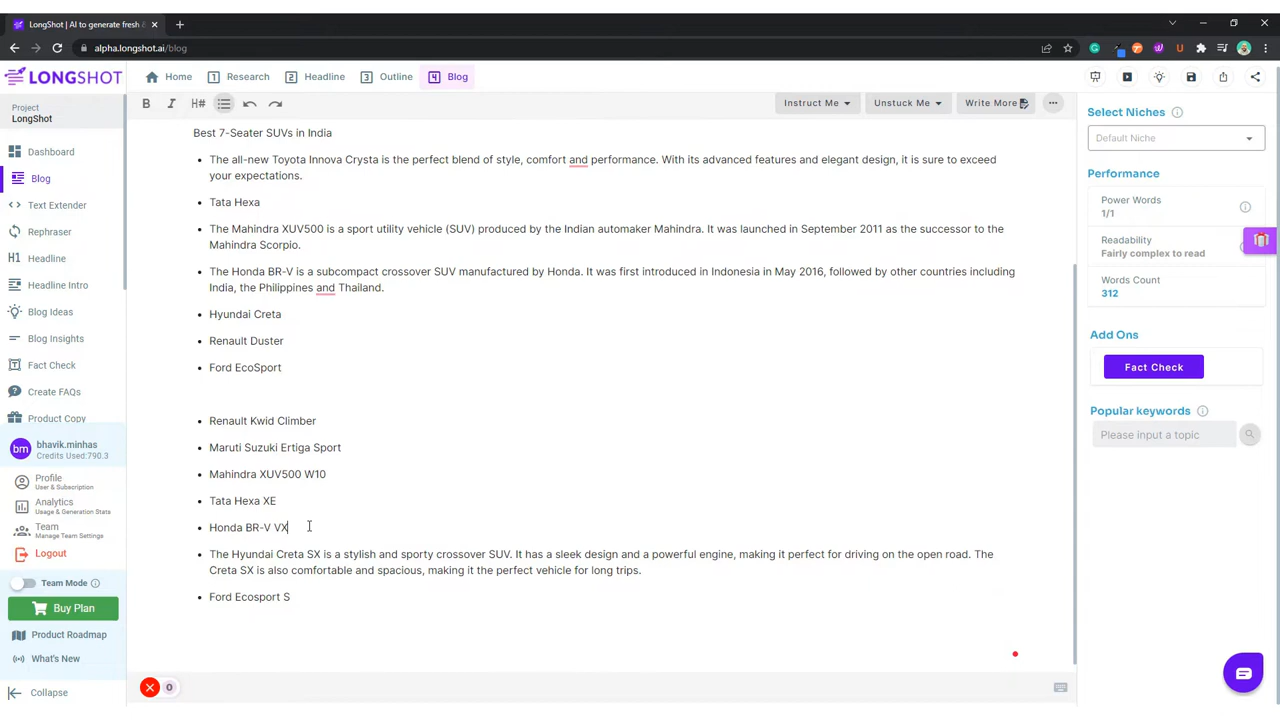 LongShot | AI to generate fresh &
alpha.longshot.ai/blog
LONGSHOT
Home
1 Research
2 Headline
3 Outline
4 Blog
Project
LongShot
B I H#
Instruct Me
Unstuck Me
Write More
Dashboard
Blog
Text Extender
Rephraser
H1 Headline
Headline Intro
Blog Ideas
Blog Insights
Fact Check
Create FAQs
Product Copy
bm
bhavik.minhas
Credits Used:790.3
Profile
User & Subscription
Analytics
Usage & Generation Stats
Team
Manage Team Settings
Logout
Team Mode
Buy Plan
Product Roadmap
What's New
Collapse
Best 7-Seater SUVs in India
The all-new Toyota Innova Crysta is the perfect blend of style, comfort and performance. With its advanced features and elegant design, it is sure to exceed
your expectations.
Tata Hexa
The Mahindra XUV500 is a sport utility vehicle (SUV) produced by the Indian automaker Mahindra. It was launched in September 2011 as the successor to the
Mahindra Scorpio.
The Honda BR-V is a subcompact crossover SUV manufactured by Honda. It was first introduced in Indonesia in May 2016, followed by other countries including
India, the Philippines and Thailand.
Hyundai Creta
Renault Duster
Ford EcoSport
Renault Kwid Climber
Maruti Suzuki Ertiga Sport
Mahindra XUV500 W10
Tata Hexa XE
Honda BR-V VX
The Hyundai Creta SX is a stylish and sporty crossover SUV. It has a sleek design and a powerful engine, making it perfect for driving on the open road. The
Creta SX is also comfortable and spacious, making it the perfect vehicle for long trips.
Ford Ecosport S
0
Select Niches
Default Niche
Performance
Power Words
1/1
Readability
Fairly complex to read
Words Count
312
Add Ons
Fact Check
Popular keywords
Please input a topic